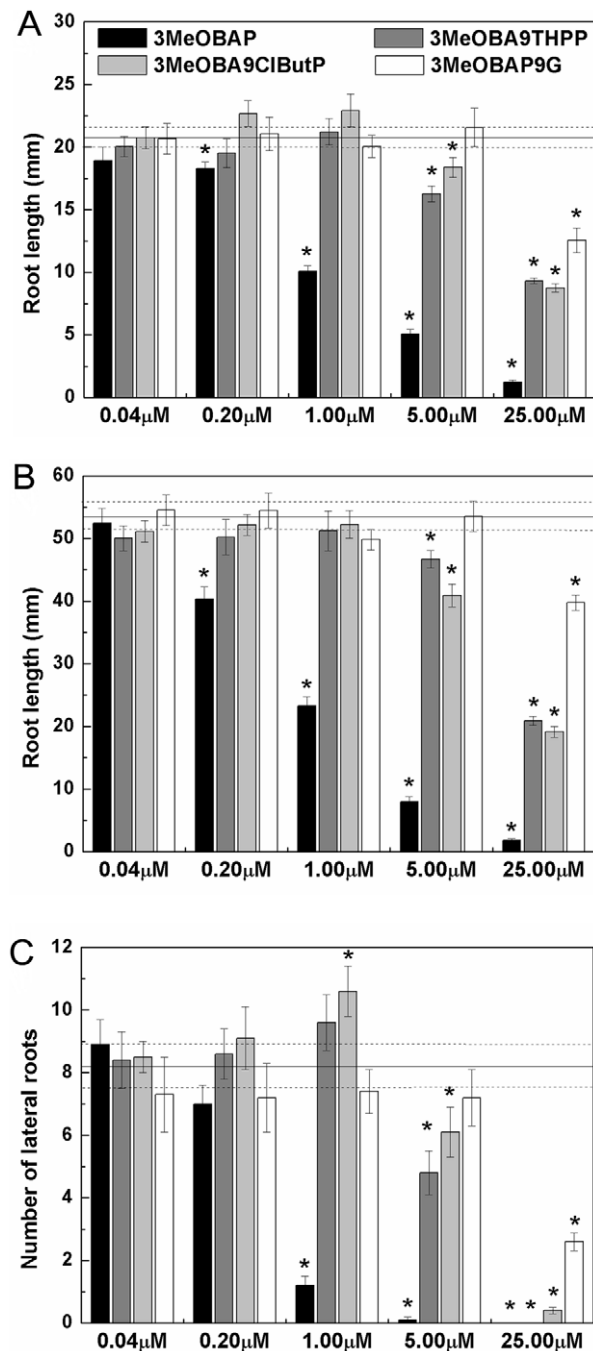 A
3MeOBAP 3MeOBA9THPP
3MeOBA9ClButP 3MeOBAP9G
Root length (mm)
30
25
20
15
10
5
0
* * * * * * * *
0.04μM 0.20μM 1.00μM 5.00μM 25.00μM
B
Root length (mm)
60
50
40
30
20
10
0
* * * * * * * * *
0.04μM 0.20μM 1.00μM 5.00μM 25.00μM
C
Number of lateral roots
12
10
8
6
4
2
0
* * * * * * * * *
0.04μM 0.20μM 1.00μM 5.00μM 25.00μM